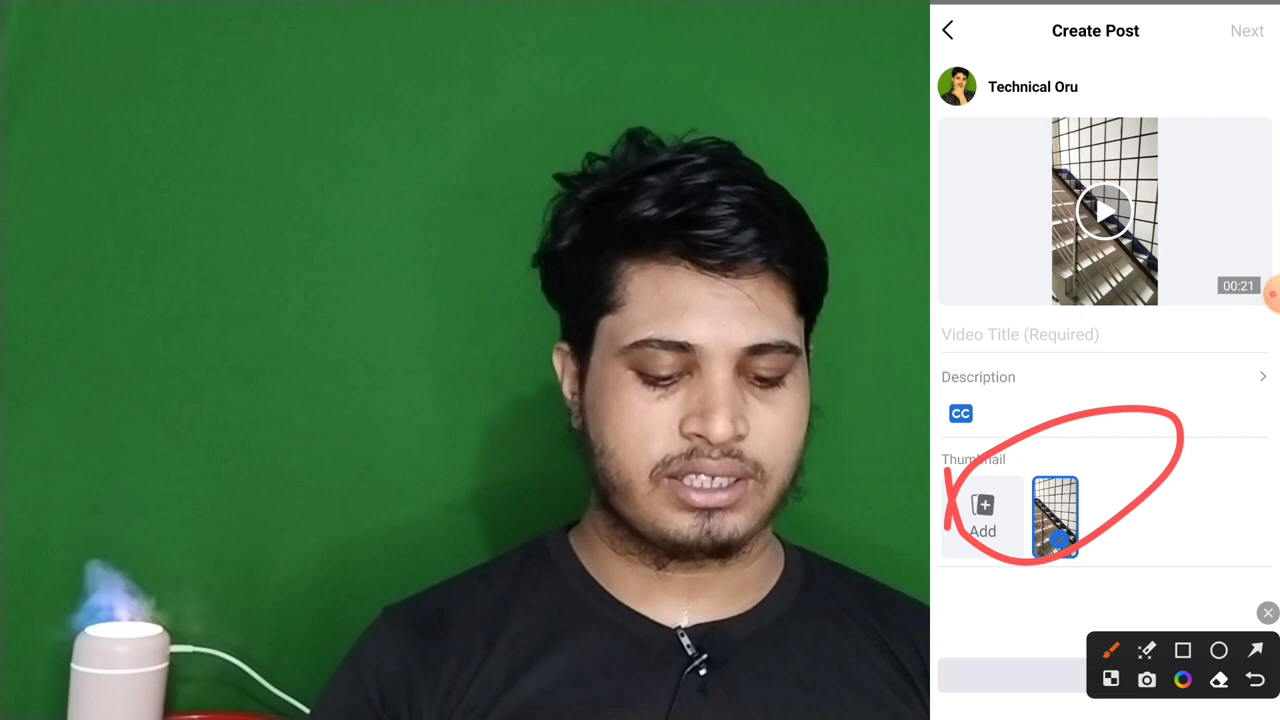 Create Post
Next
Technical Oru
00:21
Video Title (Required)
Description
CC
Thumbnail
Add